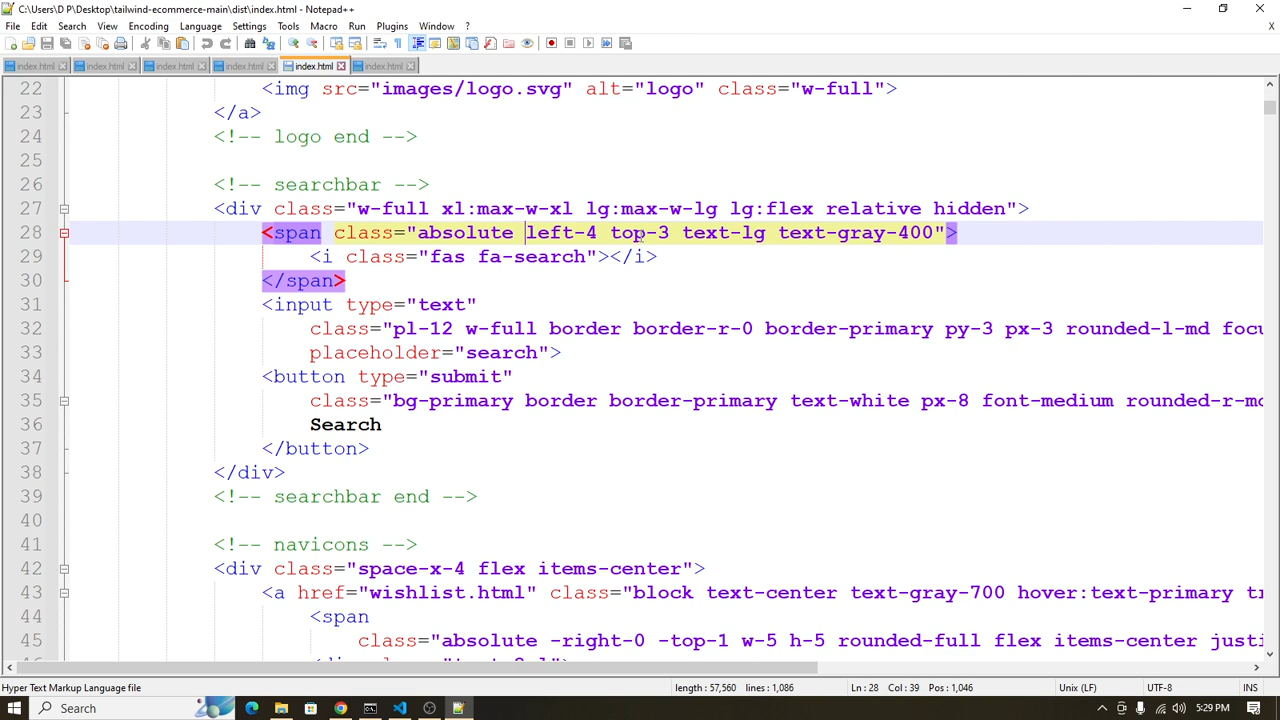 C:\Users\D P\Desktop\tailwind-ecommerce-main\dist\index.html - Notepad++
File Edit Search View Encoding Language Settings Tools Macro Run Plugins Window ? X
index.html index.html index.html index.html index.html index.html
22 <img src="images/logo.svg" alt="logo" class="w-full">
23 </a>
24 <!-- logo end -->
25
26 <!-- searchbar -->
27 <div class="w-full xl:max-w-xl lg:max-w-lg lg:flex relative hidden">
28 <span class="absolute left-4 top-3 text-lg text-gray-400">
29 <i class="fas fa-search"></i>
30 </span>
31 <input type="text"
32 class="pl-12 w-full border border-r-0 border-primary py-3 px-3 rounded-l-md focu
33 placeholder="search">
34 <button type="submit"
35 class="bg-primary border border-primary text-white px-8 font-medium rounded-r-md
36 Search
37 </button>
38 </div>
39 <!-- searchbar end -->
40
41 <!-- navicons -->
42 <div class="space-x-4 flex items-center">
43 <a href="wishlist.html" class="block text-center text-gray-700 hover:text-primary tr
44 <span
45 class="absolute -right-0 -top-1 w-5 h-5 rounded-full flex items-center justi
Hyper Text Markup Language file length : 57,560 lines : 1,086 Ln : 28 Col : 39 Pos : 1,046 Unix (LF) UTF-8 INS
Search 5:29 PM